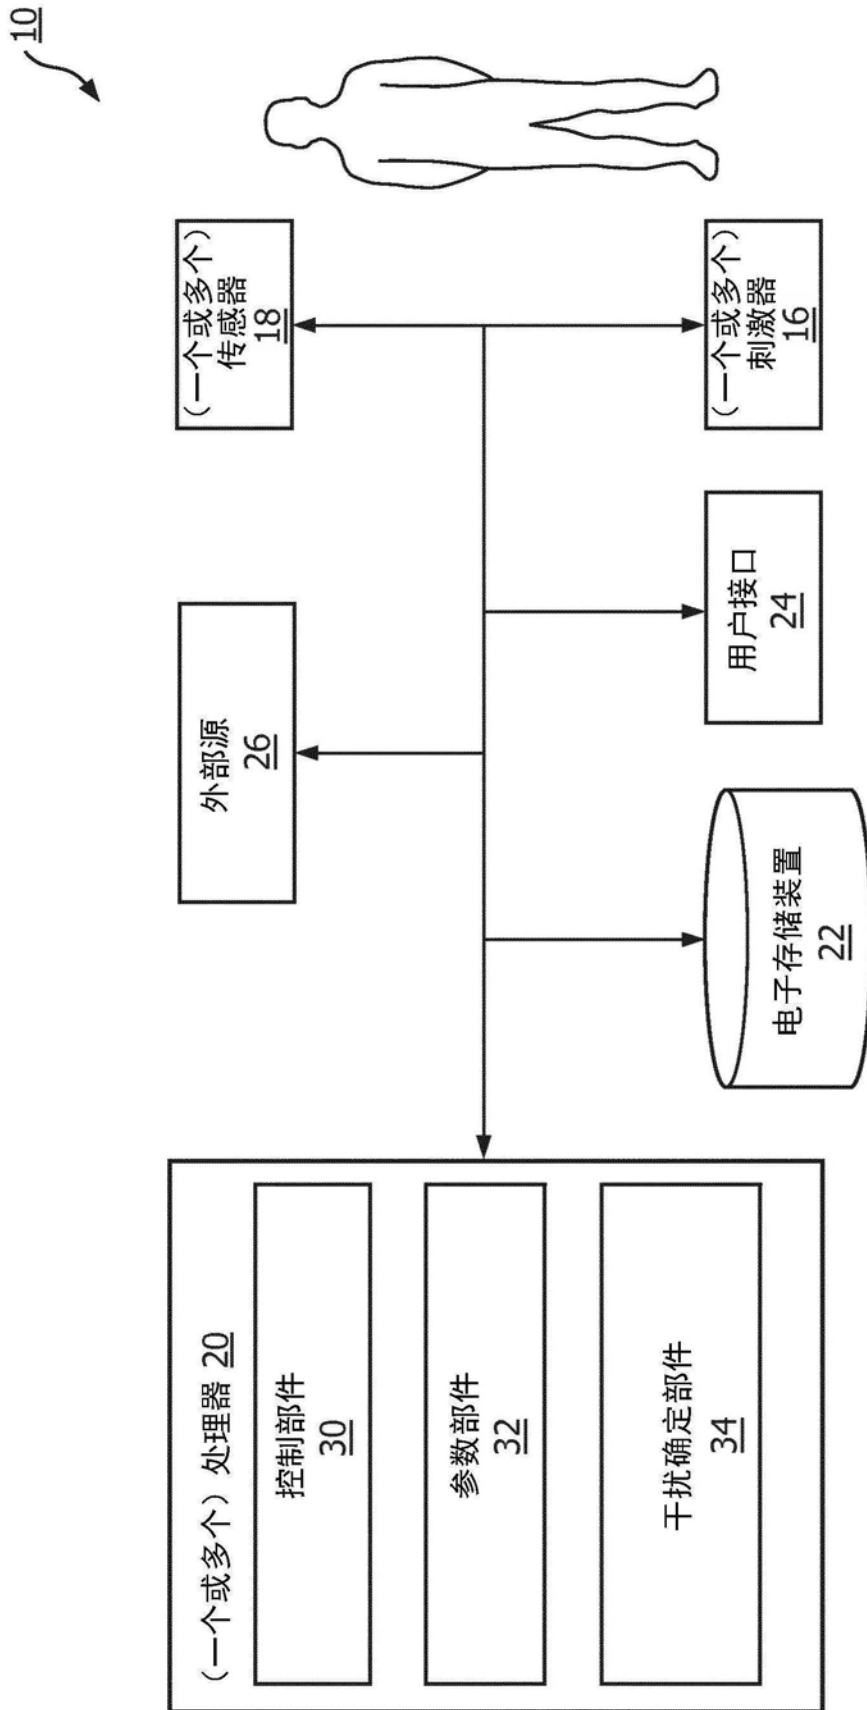 10
（一个或多个）处理器 20
控制部件
30
参数部件
32
干扰确定部件
34
外部源
26
（一个或多个）
传感器
18
电子存储装置
22
用户接口
24
（一个或多个）
刺激器
16